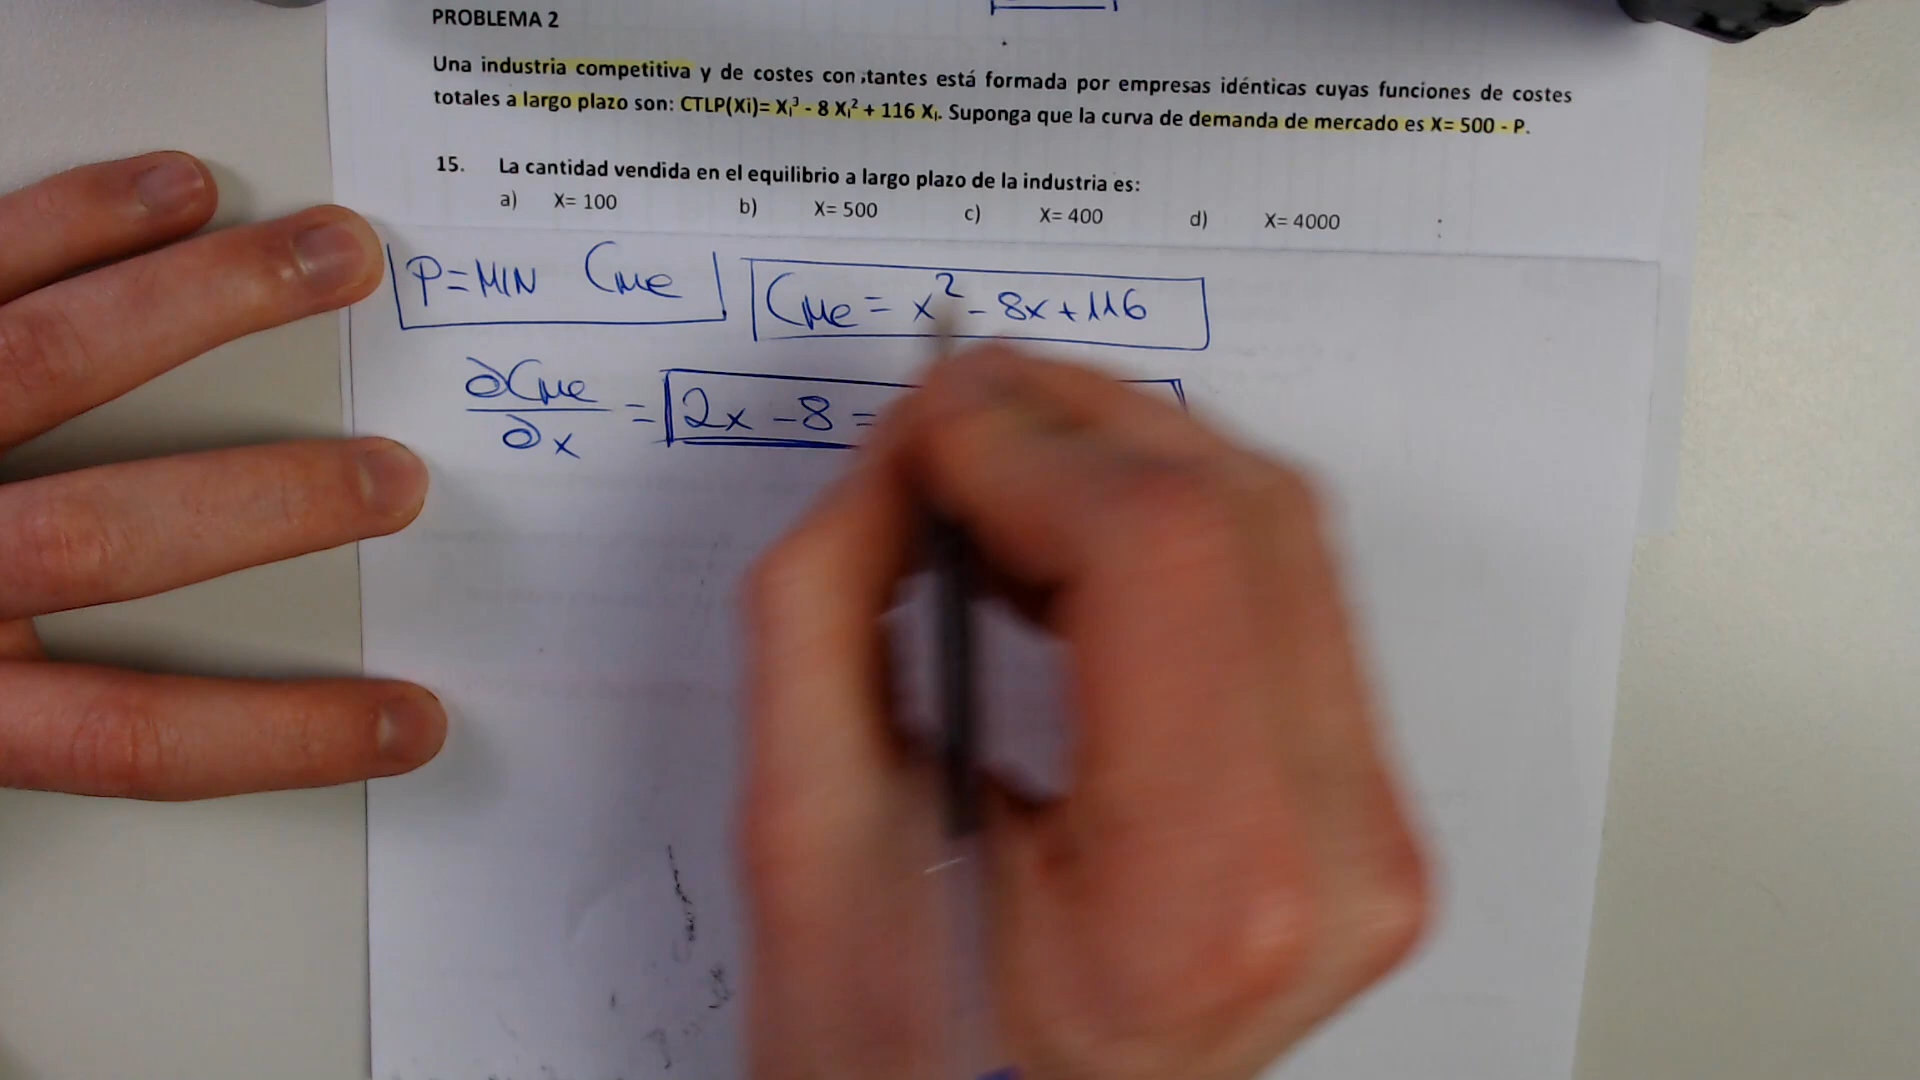 PROBLEMA 2
Una industria competitiva y de costes con,tantes está formada por empresas idénticas cuyas funciones de costes
totales a largo plazo son: CTLP(Xi)= Xᵢ³ - 8 Xᵢ² + 116 Xᵢ. Suponga que la curva de demanda de mercado es X= 500 - P.
15. La cantidad vendida en el equilibrio a largo plazo de la industria es:
a) X= 100 b) X= 500 c) X= 400 d) X= 4000
P=MIN CMe CMe = x² - 8x + 116
∂CMe/∂x = 2x - 8 =